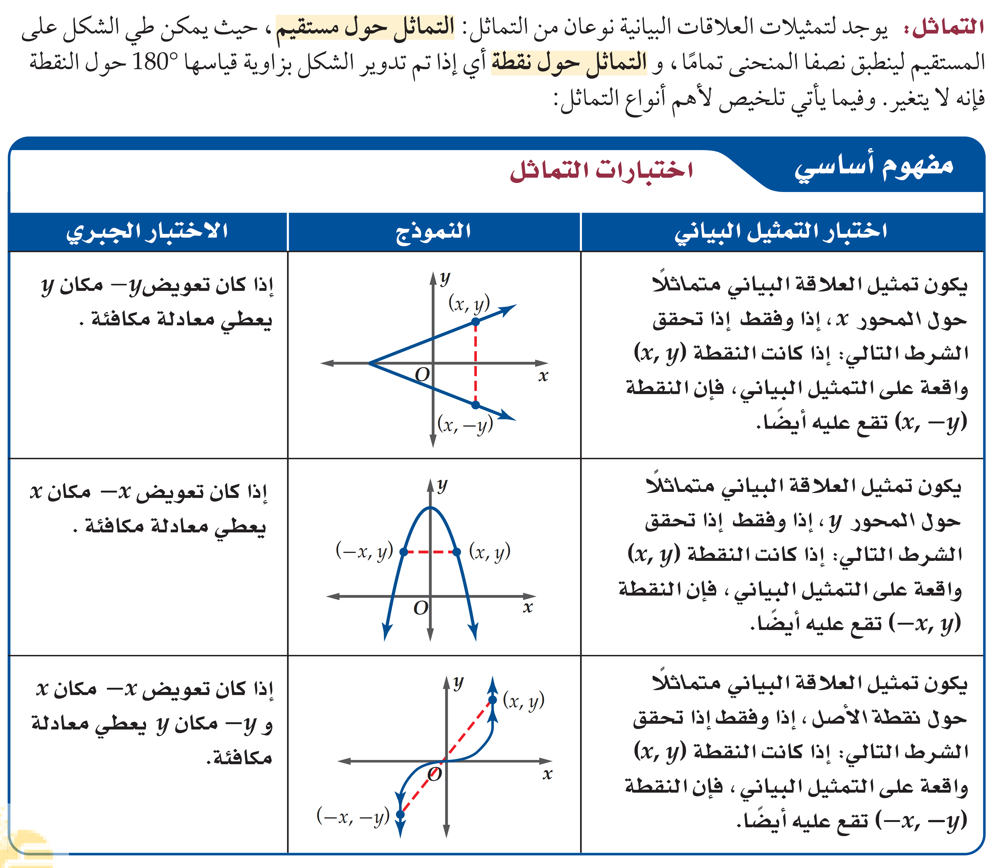 التماثل: يوجد لتمثيلات العلاقات البيانية نوعان من التماثل: التماثل حول مستقيم، حيث يمكن طي الشكل على
المستقيم لينطبق نصفا المنحنى تمامًا، و التماثل حول نقطة أي إذا تم تدوير الشكل بزاوية قياسها 180° حول النقطة
فإنه لا يتغير. وفيما يأتي تلخيص لأهم أنواع التماثل:
مفهوم أساسي
اختبارات التماثل
اختبار التمثيل البياني
النموذج
الاختبار الجبري
يكون تمثيل العلاقة البياني متماثلًا
حول المحور x، إذا وفقط إذا تحقق
الشرط التالي: إذا كانت النقطة (x, y)
واقعة على التمثيل البياني، فإن النقطة
(x, −y) تقع عليه أيضًا.
y
(x, y)
O
x
(x, −y)
إذا كان تعويض −y مكان y
يعطي معادلة مكافئة .
يكون تمثيل العلاقة البياني متماثلًا
حول المحور y، إذا وفقط إذا تحقق
الشرط التالي: إذا كانت النقطة (x, y)
واقعة على التمثيل البياني، فإن النقطة
(−x, y) تقع عليه أيضًا.
y
(−x, y)
(x, y)
O
x
إذا كان تعويض −x مكان x
يعطي معادلة مكافئة .
يكون تمثيل العلاقة البياني متماثلًا
حول نقطة الأصل، إذا وفقط إذا تحقق
الشرط التالي: إذا كانت النقطة (x, y)
واقعة على التمثيل البياني، فإن النقطة
(−x, −y) تقع عليه أيضًا.
y
(x, y)
O
x
(−x, −y)
إذا كان تعويض −x مكان x
و −y مكان y يعطي معادلة
مكافئة.